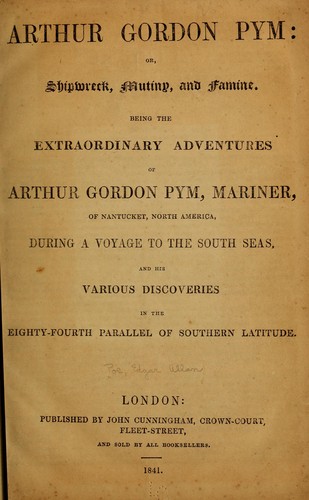 ARTHUR GORDON PYM:
OR,
Shipwreck, Mutiny, and Famine.
BEING THE
EXTRAORDINARY ADVENTURES
OF
ARTHUR GORDON PYM, MARINER,
OF NANTUCKET, NORTH AMERICA,
DURING A VOYAGE TO THE SOUTH SEAS,
AND HIS
VARIOUS DISCOVERIES
IN THE
EIGHTY-FOURTH PARALLEL OF SOUTHERN LATITUDE.
Poe, Edgar Allan
LONDON:
PUBLISHED BY JOHN CUNNINGHAM, CROWN-COURT,
FLEET-STREET,
AND SOLD BY ALL BOOKSELLERS.
1841.